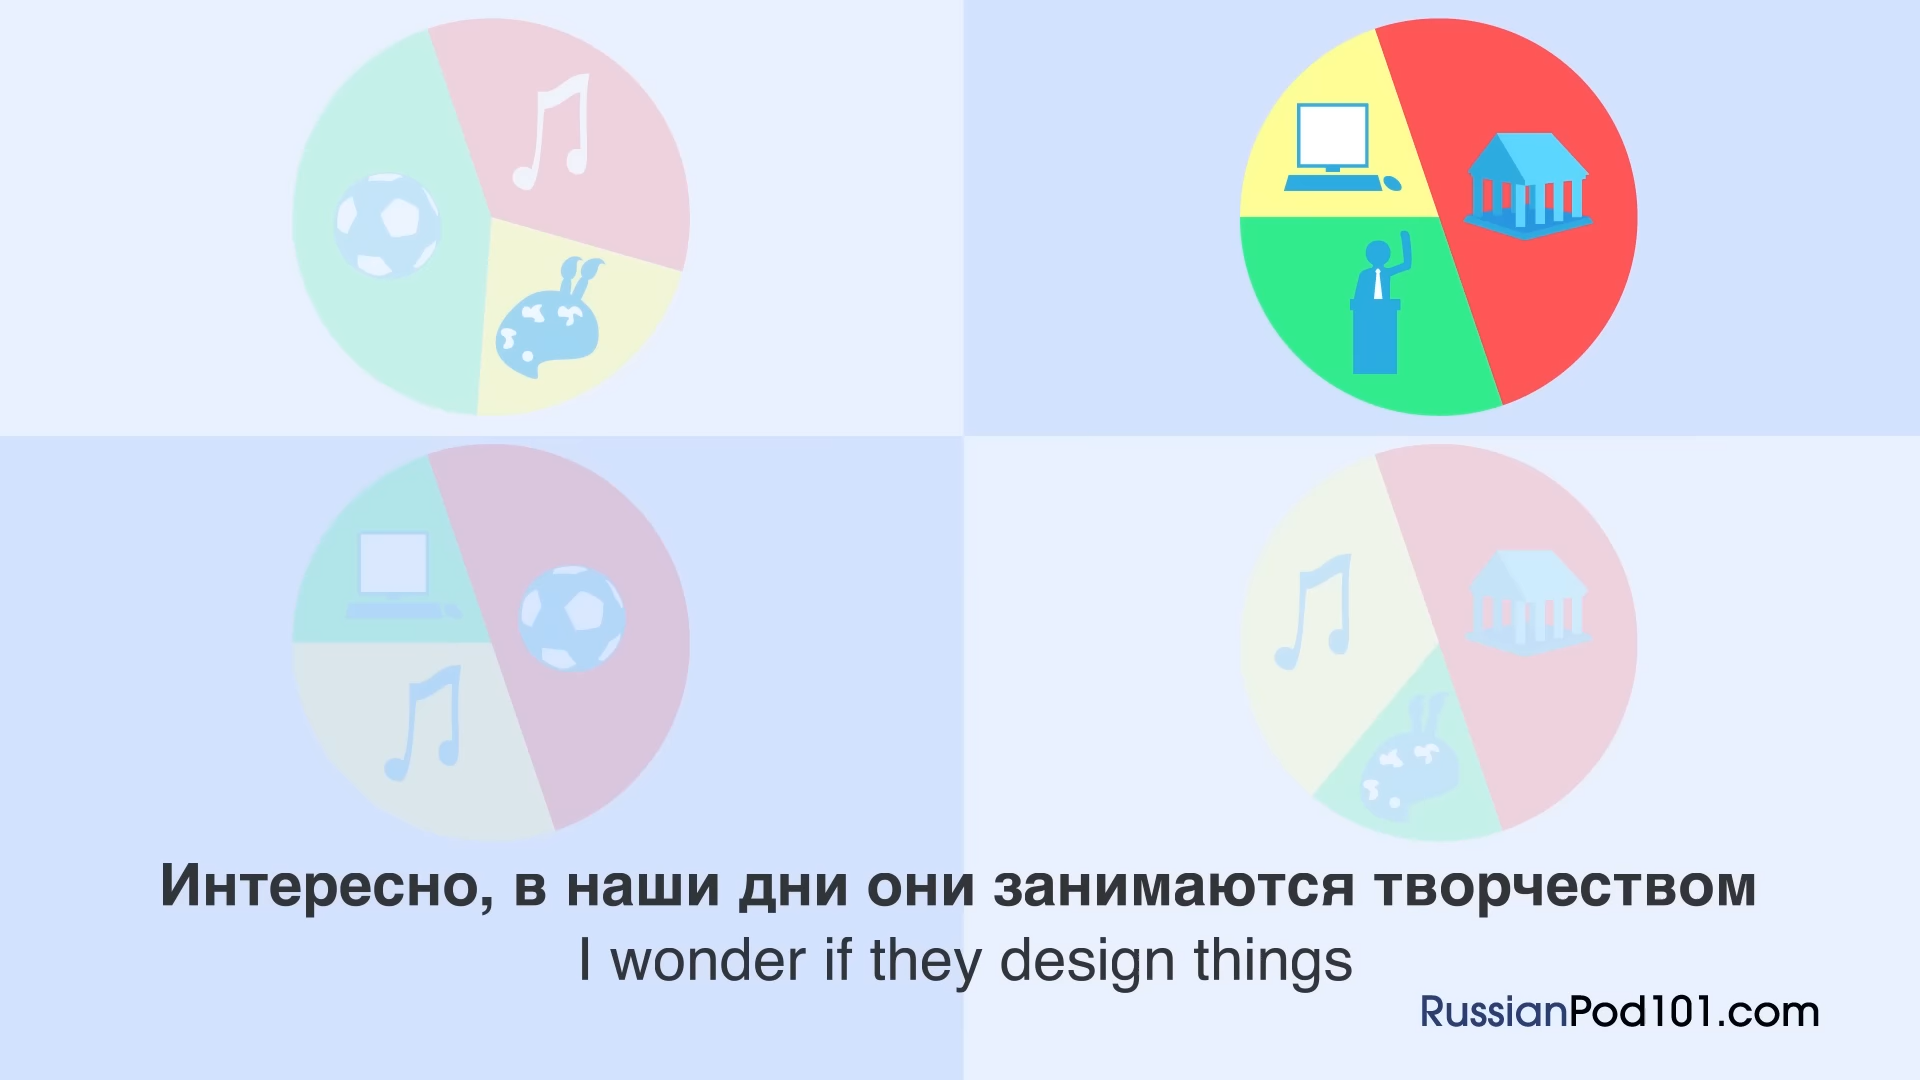 Интересно, в наши дни они занимаются творчеством
I wonder if they design things
RussianPod101.com